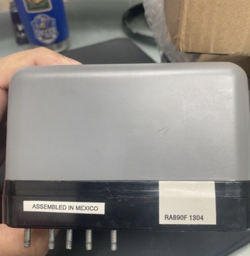 ASSEMBLED IN MEXICO
RA890F 1304